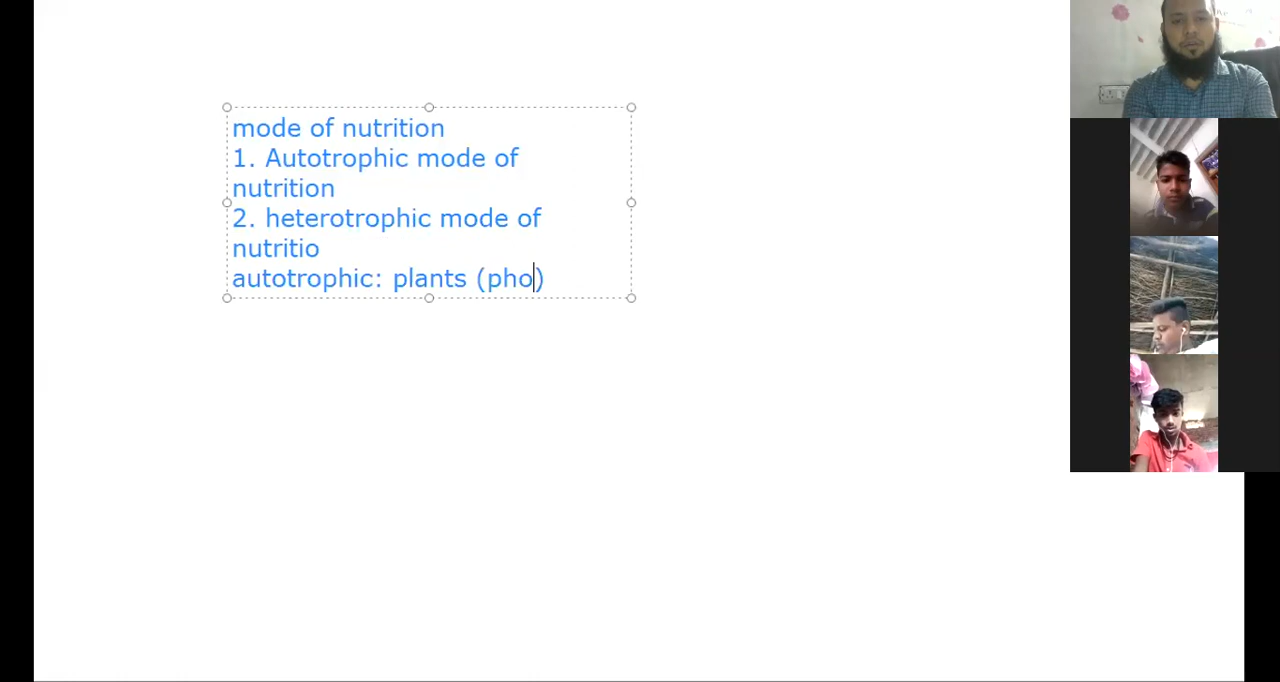 mode of nutrition
1. Autotrophic mode of
nutrition
2. heterotrophic mode of
nutritio
autotrophic: plants (pho)